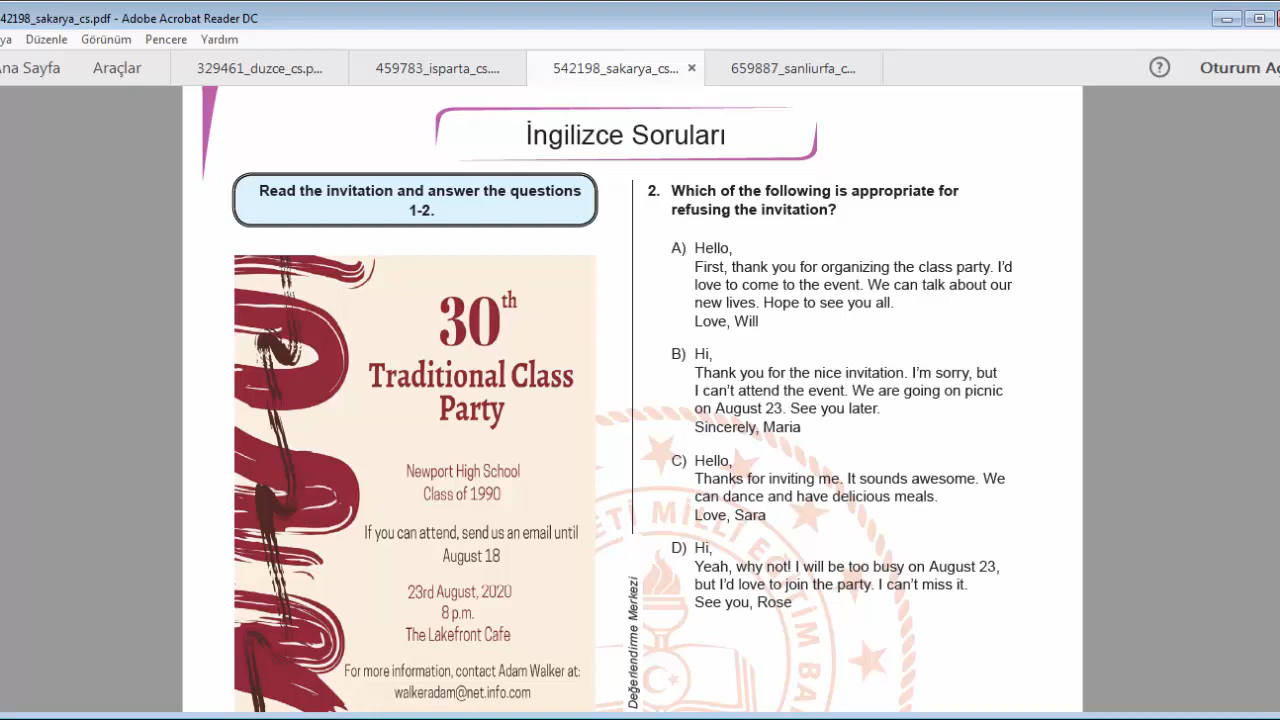 42198_sakarya_cs.pdf - Adobe Acrobat Reader DC
ya Düzenle Görünüm Pencere Yardım
Ana Sayfa Araçlar 329461_duzce_cs.p... 459783_isparta_cs.... 542198_sakarya_cs... × 659887_sanliurfa_c... ? Oturum Aç
İngilizce Soruları
Read the invitation and answer the questions
1-2.
30th
Traditional Class
Party
Newport High School
Class of 1990
If you can attend, send us an email until
August 18
23rd August, 2020
8 p.m.
The Lakefront Cafe
For more information, contact Adam Walker at:
walkeradam@net.info.com
2. Which of the following is appropriate for
refusing the invitation?
A) Hello,
First, thank you for organizing the class party. I'd
love to come to the event. We can talk about our
new lives. Hope to see you all.
Love, Will
B) Hi,
Thank you for the nice invitation. I'm sorry, but
I can't attend the event. We are going on picnic
on August 23. See you later.
Sincerely, Maria
C) Hello,
Thanks for inviting me. It sounds awesome. We
can dance and have delicious meals.
Love, Sara
D) Hi,
Yeah, why not! I will be too busy on August 23,
but I'd love to join the party. I can't miss it.
See you, Rose
Değerlendirme Merkezi
ETİ MİLLÎ EĞİTİM BA